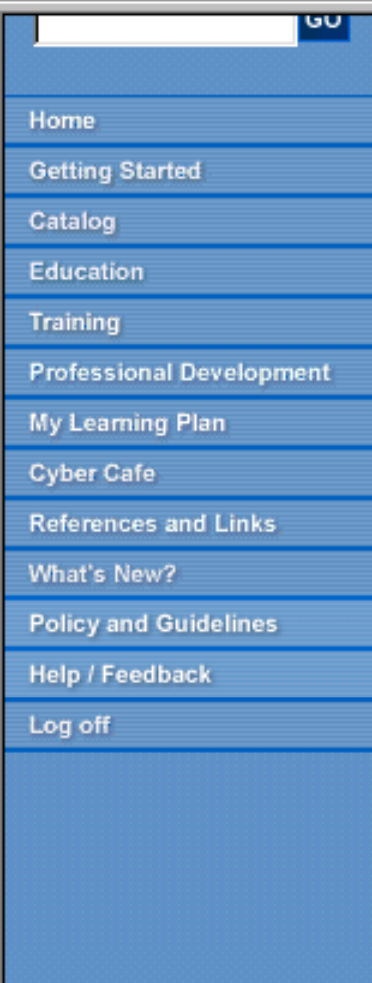 GO
Home
Getting Started
Catalog
Education
Training
Professional Development
My Learning Plan
Cyber Cafe
References and Links
What's New?
Policy and Guidelines
Help / Feedback
Log off